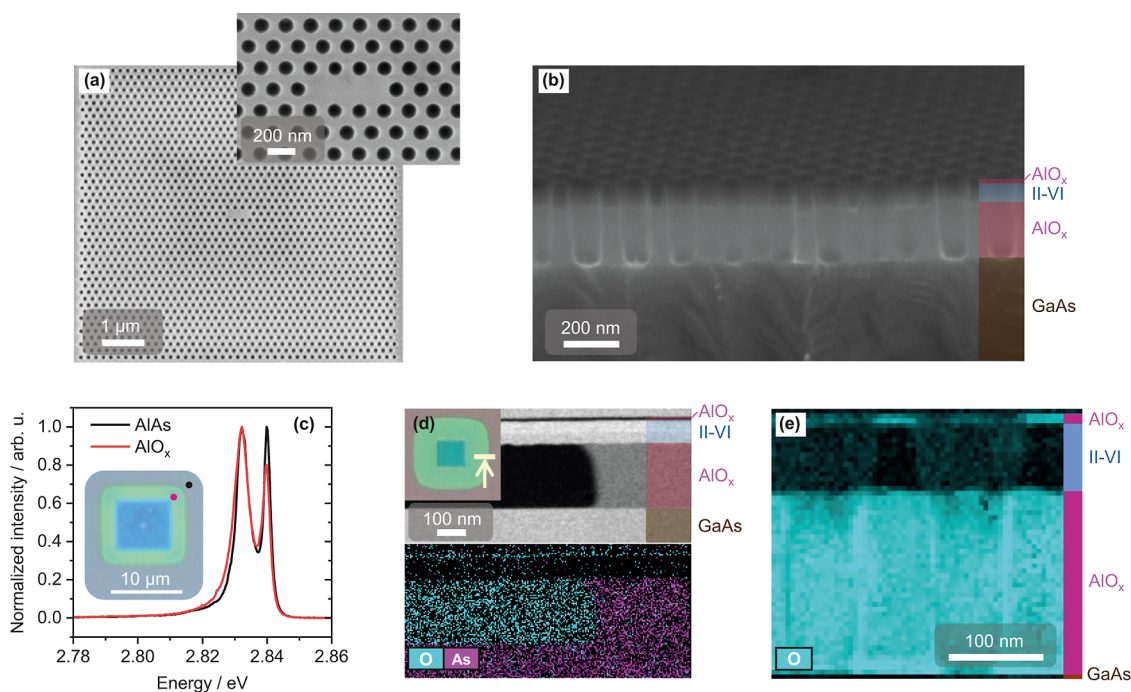 (a)
200 nm
1 μm
(b)
AlOx
II-VI
AlOx
GaAs
200 nm
(c)
AlAs
AlOx
10 μm
Normalized intensity / arb. u.
1.0
0.8
0.6
0.4
0.2
0.0
2.78 2.80 2.82 2.84 2.86
Energy / eV
(d)
AlOx
II-VI
AlOx
GaAs
100 nm
O As
(e)
AlOx
II-VI
AlOx
GaAs
100 nm
O